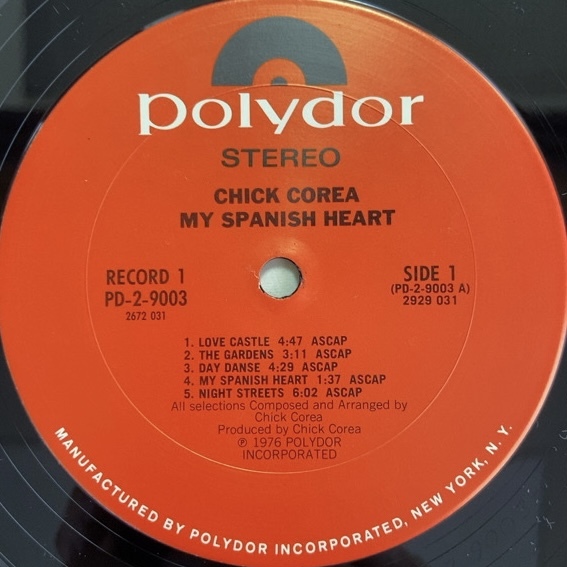 polydor
STEREO
CHICK COREA
MY SPANISH HEART
RECORD 1
PD-2-9003
2672 031
SIDE 1
(PD-2-9003 A)
2929 031
1. LOVE CASTLE 4:47 ASCAP
2. THE GARDENS 3:11 ASCAP
3. DAY DANSE 4:29 ASCAP
4. MY SPANISH HEART 1:37 ASCAP
5. NIGHT STREETS 6:02 ASCAP
All selections Composed and Arranged by
Chick Corea
Produced by Chick Corea
℗ 1976 POLYDOR
INCORPORATED
MANUFACTURED BY POLYDOR INCORPORATED, NEW YORK, N. Y.